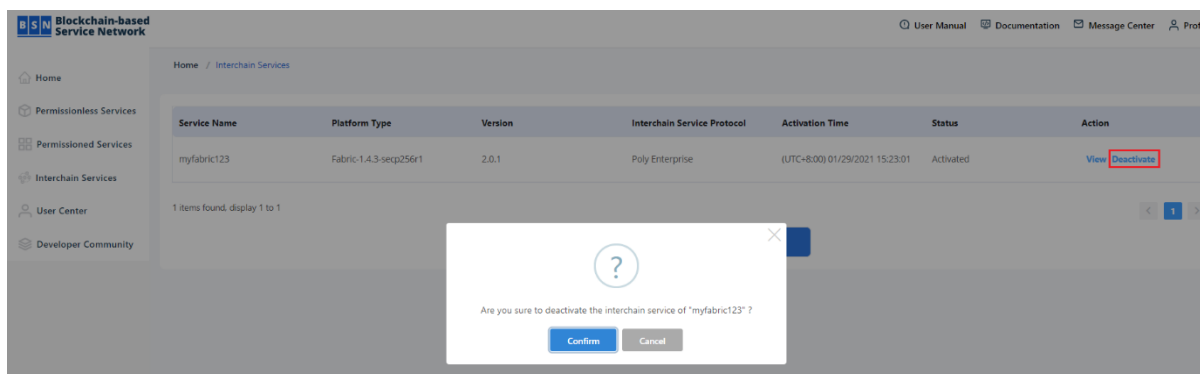 BSN Blockchain-based
Service Network
User Manual Documentation Message Center
Home / Interchain Services
Home
Permissionless Services
Permissioned Services
Interchain Services
User Center
Developer Community
Service Name Platform Type Version Interchain Service Protocol Activation Time Status Action
myfabric123 Fabric-1.4.3-secp256r1 2.0.1 Poly Enterprise (UTC+8:00) 01/29/2021 15:23:01 Activated View Deactivate
1 items found, display 1 to 1
< 1 >
?
Are you sure to deactivate the interchain service of "myfabric123" ?
Confirm Cancel